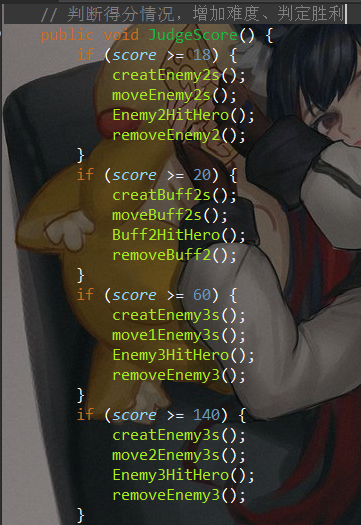 // 判断得分情况，增加难度、判定胜利
public void JudgeScore() {
if (score >= 18) {
creatEnemy2s();
moveEnemy2s();
Enemy2HitHero();
removeEnemy2();
}
if (score >= 20) {
creatBuff2s();
moveBuff2s();
Buff2HitHero();
removeBuff2();
}
if (score >= 60) {
creatEnemy3s();
move1Enemy3s();
Enemy3HitHero();
removeEnemy3();
}
if (score >= 140) {
creatEnemy3s();
move2Enemy3s();
Enemy3HitHero();
removeEnemy3();
}